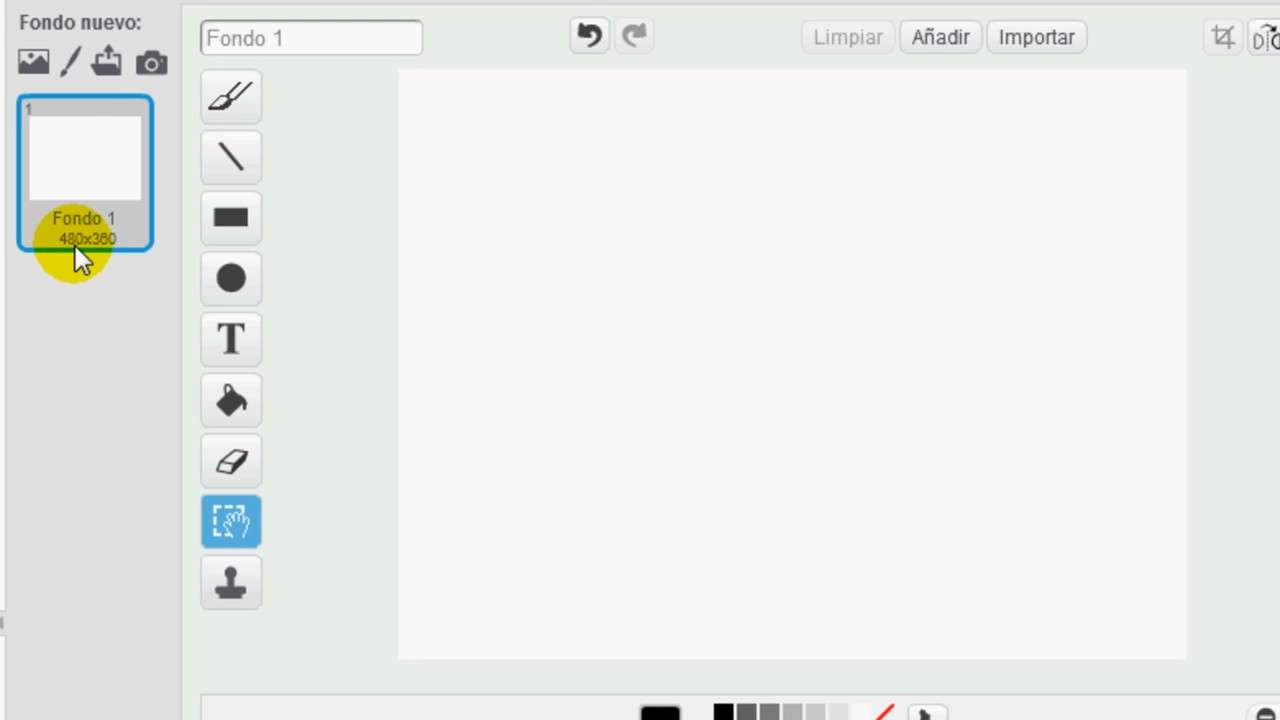 Fondo nuevo:
Fondo 1
Limpiar
Añadir
Importar
1
Fondo 1
480x360
T